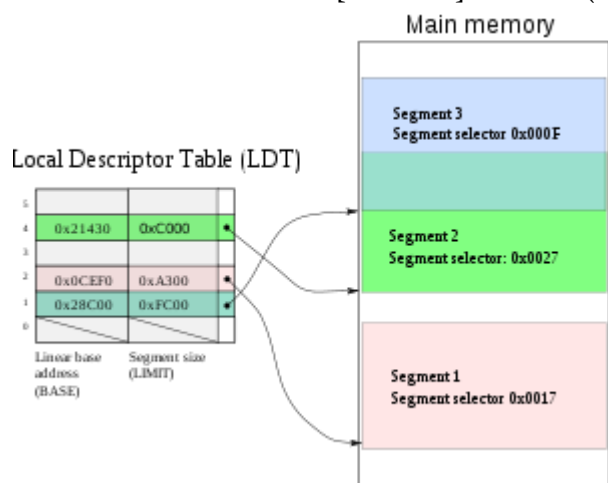 Main memory
Segment 3
Segment selector 0x000F
Local Descriptor Table (LDT)
5
4 0x21430 0xC000
3
2 0x0CEF0 0xA300
1 0x28C00 0xFC00
0
Linear base address (BASE)
Segment size (LIMIT)
Segment 2
Segment selector: 0x0027
Segment 1
Segment selector 0x0017